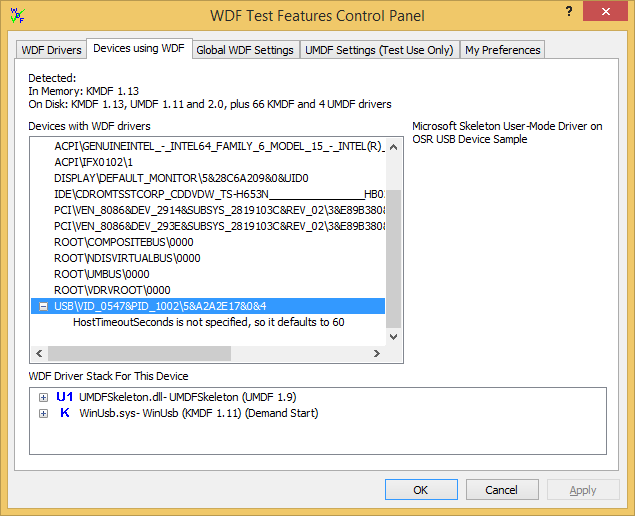 WDF
WDF Test Features Control Panel
?
WDF Drivers
Devices using WDF
Global WDF Settings
UMDF Settings (Test Use Only)
My Preferences
Detected:
In Memory: KMDF 1.13
On Disk: KMDF 1.13, UMDF 1.11 and 2.0, plus 66 KMDF and 4 UMDF drivers
Devices with WDF drivers
ACPI\GENUINEINTEL_-_INTEL64_FAMILY_6_MODEL_15_-_INTEL(R)_
ACPI\IFX0102\1
DISPLAY\DEFAULT_MONITOR\5&28C6A209&0&UID0
IDE\CDROMTSSTCORP_CDDVDW_TS-H653N__________________HB0
PCI\VEN_8086&DEV_2914&SUBSYS_2819103C&REV_02\3&E89B380&
PCI\VEN_8086&DEV_293E&SUBSYS_2819103C&REV_02\3&E89B380&
ROOT\COMPOSITEBUS\0000
ROOT\NDISVIRTUALBUS\0000
ROOT\UMBUS\0000
ROOT\VDRVROOT\0000
USB\VID_0547&PID_1002\5&A2A2E17&0&4
HostTimeoutSeconds is not specified, so it defaults to 60
Microsoft Skeleton User-Mode Driver on
OSR USB Device Sample
WDF Driver Stack For This Device
U1 UMDFSkeleton.dll- UMDFSkeleton (UMDF 1.9)
K WinUsb.sys- WinUsb (KMDF 1.11) (Demand Start)
OK
Cancel
Apply